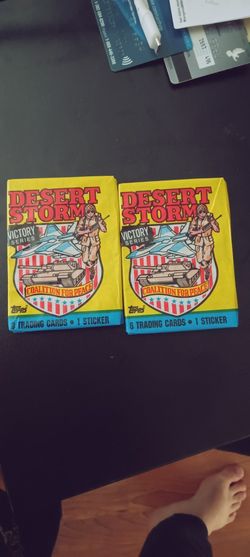 DESERT
STORM
VICTORY
SERIES
COALITION FOR PEACE
Topps
TRADING CARDS • 1 STICKER
DESERT
STORM
VICTORY
SERIES
COALITION FOR PEACE
Topps
8 TRADING CARDS • 1 STICKER